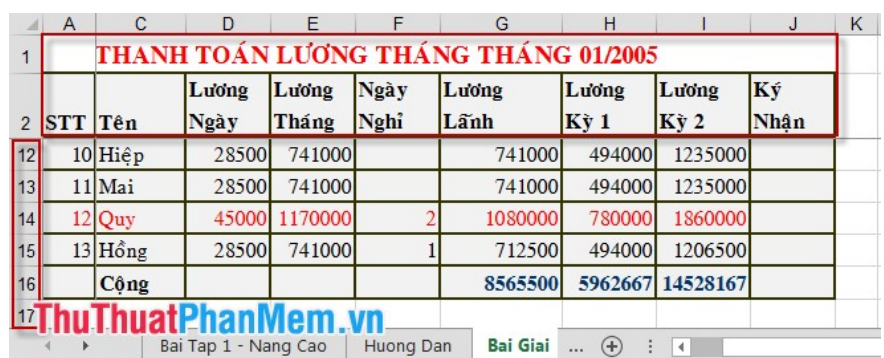 A C D E F G H I J K
1 THANH TOÁN LƯƠNG THÁNG THÁNG 01/2005
Lương Lương Ngày Lương Lương Lương Ký
2 STT Tên Ngày Tháng Nghỉ Lãnh Kỳ 1 Kỳ 2 Nhận
12 10 Hiệp 28500 741000 741000 494000 1235000
13 11 Mai 28500 741000 741000 494000 1235000
14 12 Quy 45000 1170000 2 1080000 780000 1860000
15 13 Hồng 28500 741000 1 712500 494000 1206500
16 Cộng 8565500 5962667 14528167
17 ThuThuatPhanMem.vn
Bai Tap 1 - Nang Cao Huong Dan Bai Giai ...